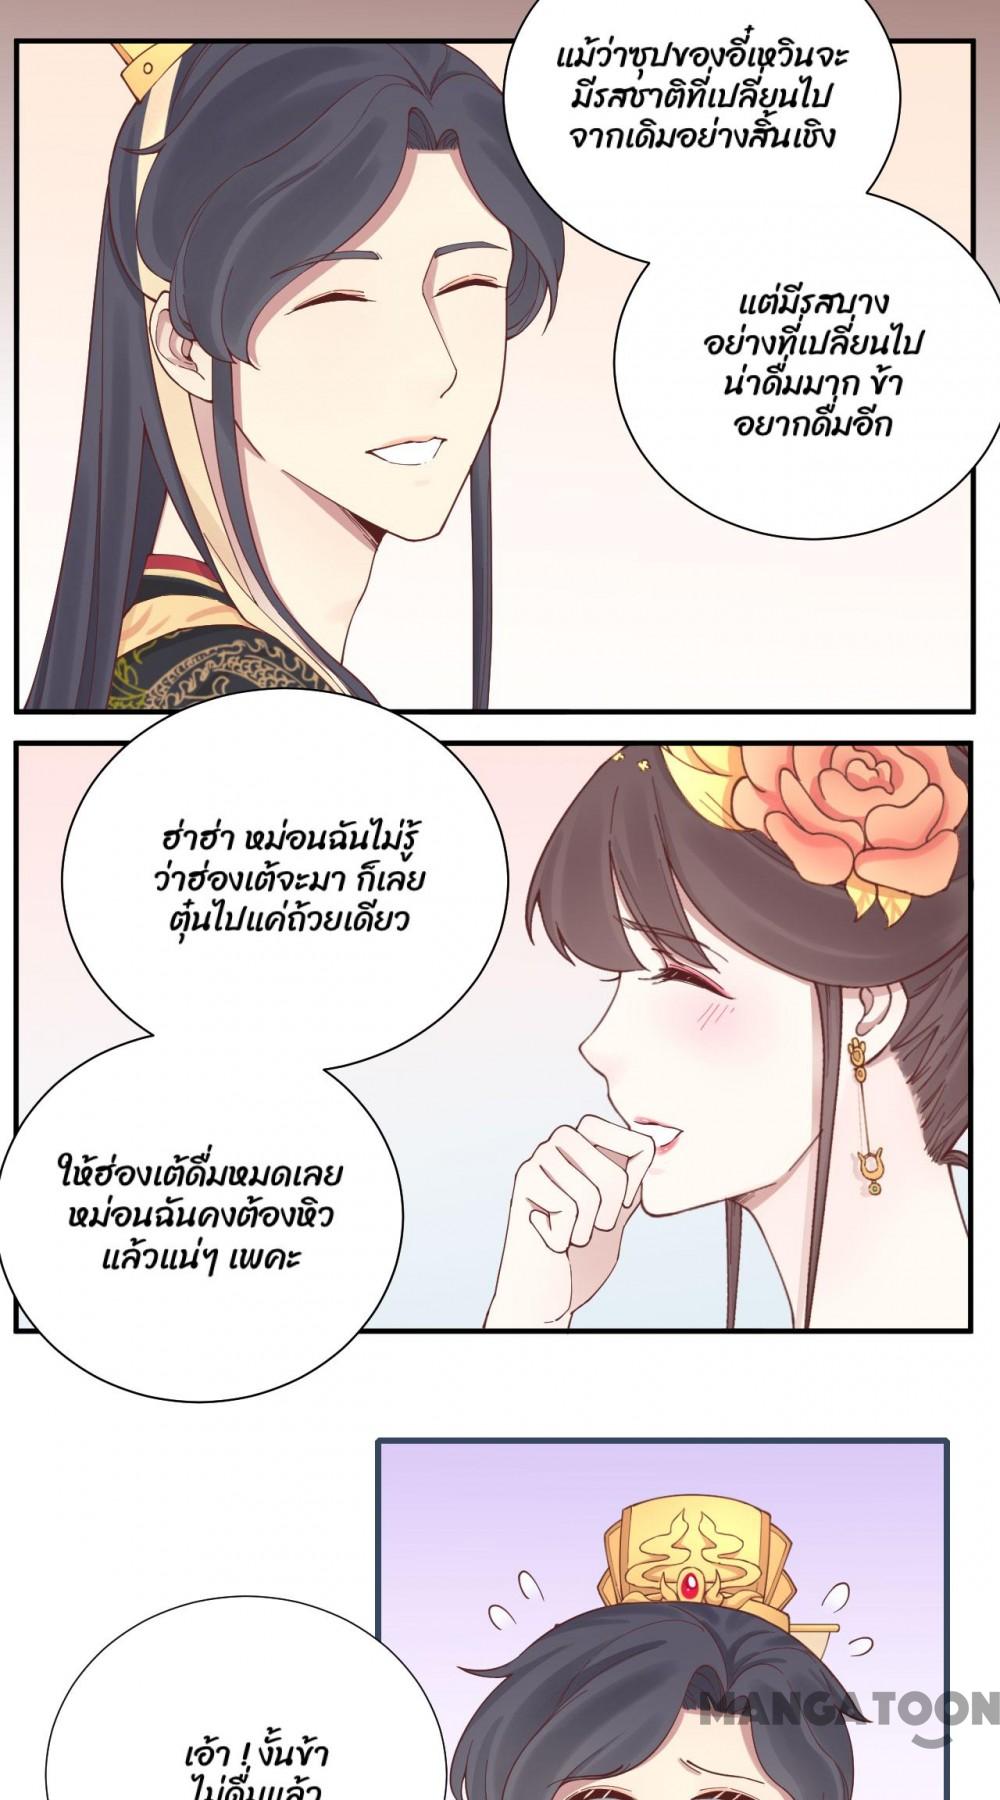 แม้ว่าซุปของอี๋เหวินจะ
มีรสชาติที่เปลี่ยนไป
จากเดิมอย่างสิ้นเชิง
แต่มีรสบาง
อย่างที่เปลี่ยนไป
น่าดื่มมาก ข้า
อยากดื่มอีก
ฮ่าฮ่า หม่อนฉันไม่รู้
ว่าฮ่องเต้จะมา ก็เลย
ตุ๋นไปแค่ถ้วยเดียว
ให้ฮ่องเต้ดื่มหมดเลย
หม่อนฉันคงต้องหิว
แล้วแน่ๆ เพคะ
เอ้า ! งั้นข้า
ไม่ดื่มแล้ว
MANGATOON